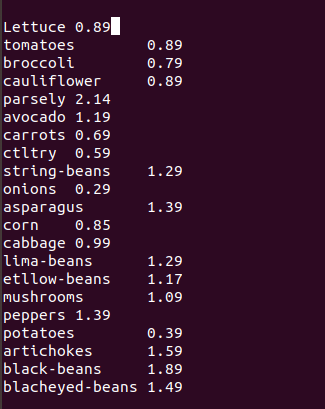 Lettuce 0.89
tomatoes 0.89
broccoli 0.79
cauliflower 0.89
parsely 2.14
avocado 1.19
carrots 0.69
ctltry 0.59
string-beans 1.29
onions 0.29
asparagus 1.39
corn 0.85
cabbage 0.99
lima-beans 1.29
etllow-beans 1.17
mushrooms 1.09
peppers 1.39
potatoes 0.39
artichokes 1.59
black-beans 1.89
blacheyed-beans 1.49